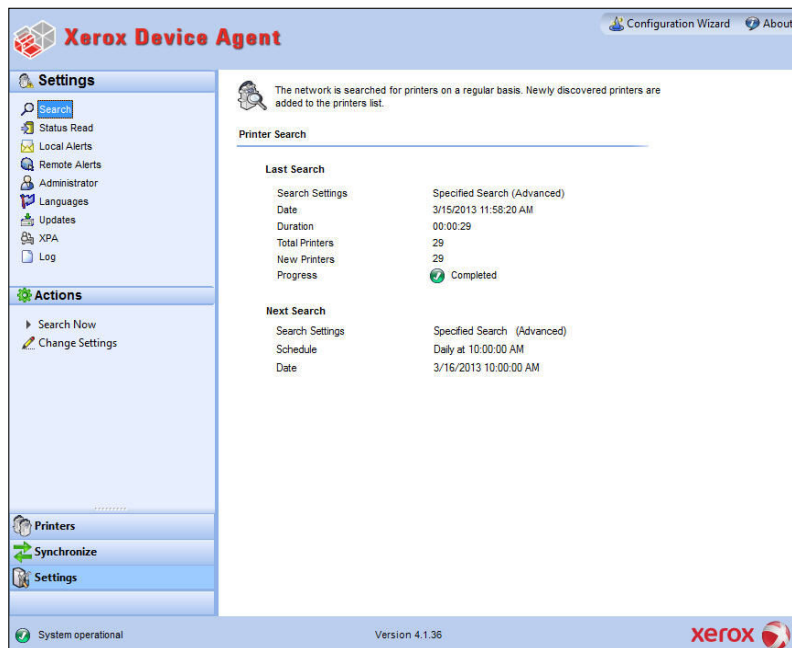 Xerox Device Agent
Configuration Wizard
About
Settings
Search
Status Read
Local Alerts
Remote Alerts
Administrator
Languages
Updates
XPA
Log
Actions
Search Now
Change Settings
Printers
Synchronize
Settings
The network is searched for printers on a regular basis. Newly discovered printers are
added to the printers list.
Printer Search
Last Search
Search Settings Specified Search (Advanced)
Date 3/15/2013 11:58:20 AM
Duration 00:00:29
Total Printers 29
New Printers 29
Progress Completed
Next Search
Search Settings Specified Search (Advanced)
Schedule Daily at 10:00:00 AM
Date 3/16/2013 10:00:00 AM
System operational
Version 4.1.36
xerox